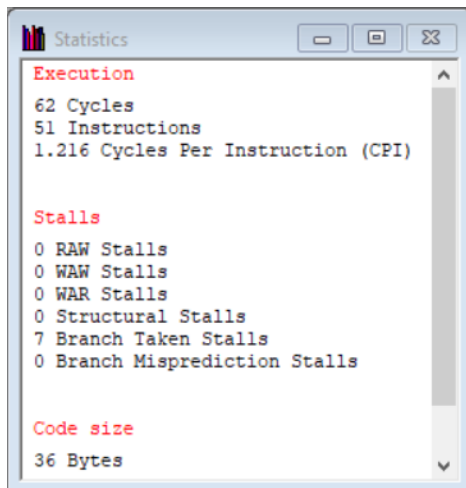 Statistics
Execution
62 Cycles
51 Instructions
1.216 Cycles Per Instruction (CPI)
Stalls
0 RAW Stalls
0 WAW Stalls
0 WAR Stalls
0 Structural Stalls
7 Branch Taken Stalls
0 Branch Misprediction Stalls
Code size
36 Bytes